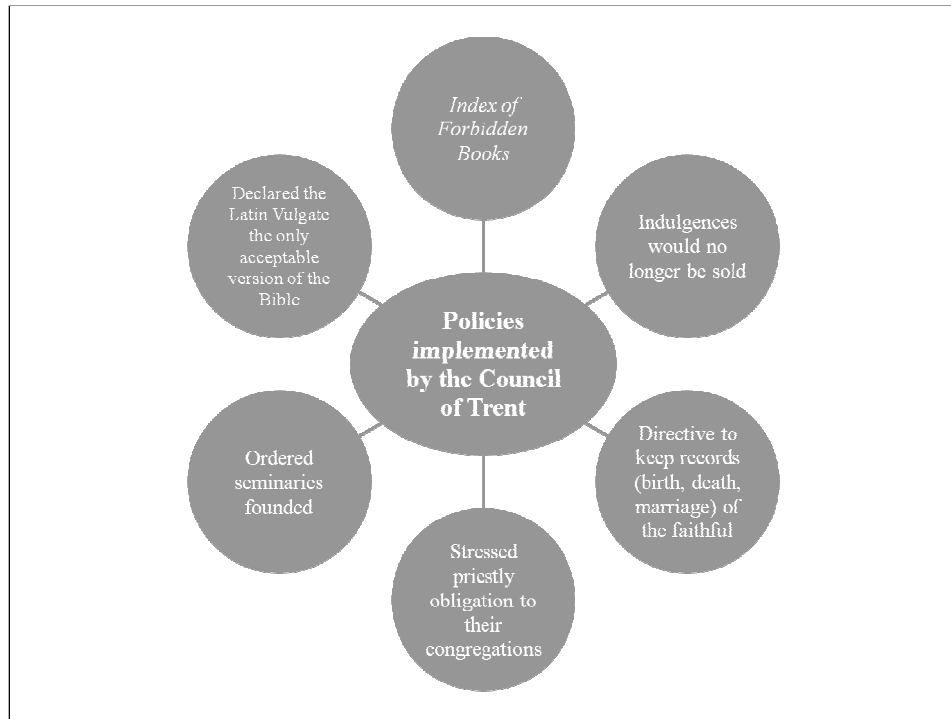 Index of
Forbidden
Books
Declared the
Latin Vulgate
the only
acceptable
version of the
Bible
Indulgences
would no
longer be sold
Policies
implemented
by the Council
of Trent
Ordered
seminaries
founded
Directive to
keep records
(birth, death,
marriage) of
the faithful
Stressed
priestly
obligation to
their
congregations